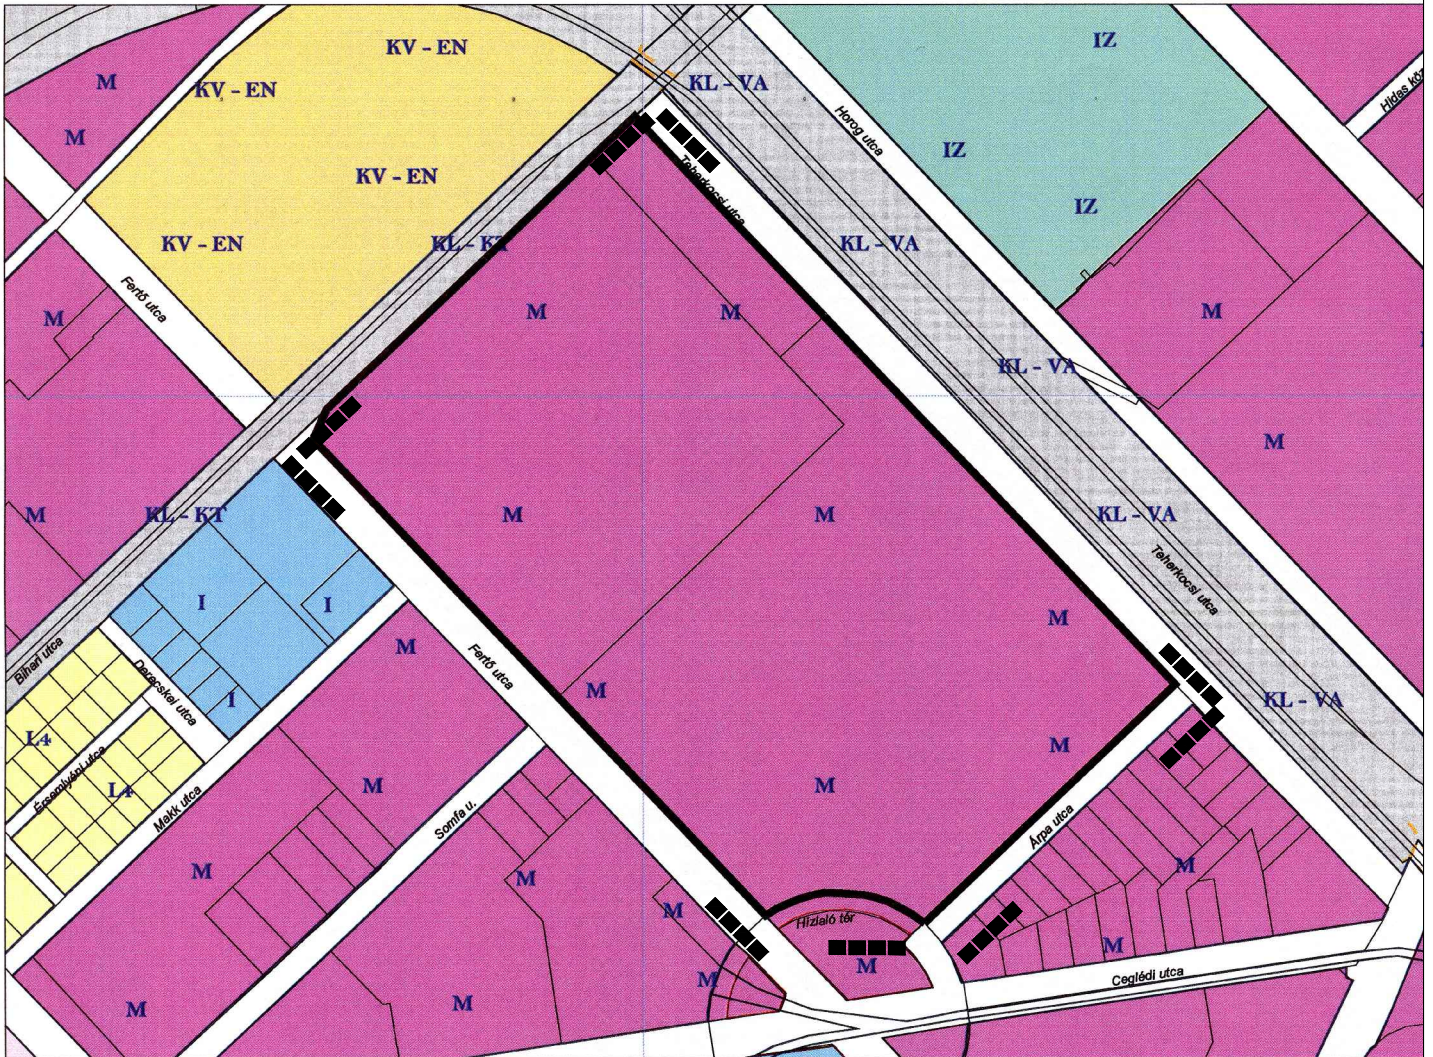 KV - EN
IZ
M
KV - EN
KL - VA
Hidas köz
M
Horog utca
IZ
KV - EN
Teherkocsi utca
IZ
KV - EN
KL - KT
KL - VA
Fertő utca
M
M
M
M
KL - VA
M
M
KL - KT
M
M
KL - VA
Teherkocsi utca
I
I
M
M
Bihari utca
Fertő utca
Derecskei utca
M
I
KL - VA
L4
M
Érsemlyéni utca
L4
M
M
Makk utca
Somfa u.
Árpa utca
M
M
M
M
Hízlaló tér
M
M
M
Ceglédi utca
M
M